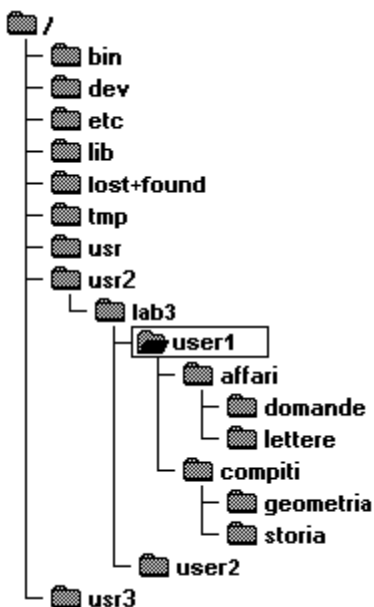 /
bin
dev
etc
lib
lost+found
tmp
usr
usr2
lab3
user1
affari
domande
lettere
compiti
geometria
storia
user2
usr3